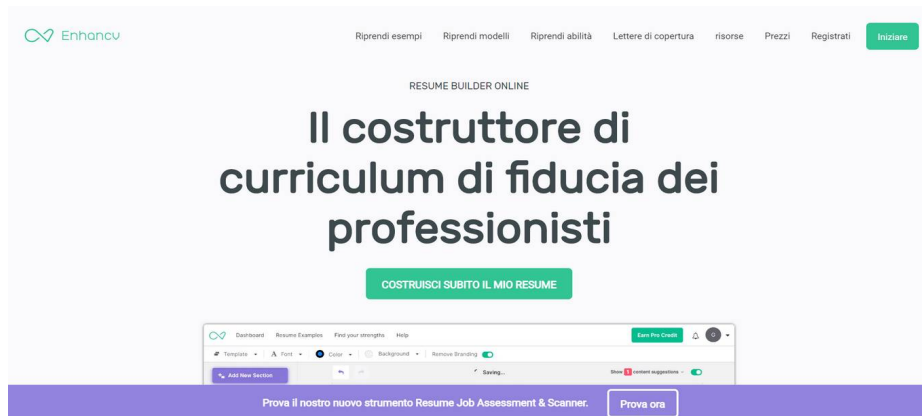 Enhancv
Riprendi esempi Riprendi modelli Riprendi abilità Lettere di copertura risorse Prezzi Registrati Iniziare
RESUME BUILDER ONLINE
Il costruttore di
curriculum di fiducia dei
professionisti
COSTRUISCI SUBITO IL MIO RESUME
Dashboard Resume Examples Find your strengths Help Earn Pro Credit G
Template A Font Color Background Remove Branding
Add New Section Saving... Show 1 content suggestions
Prova il nostro nuovo strumento Resume Job Assessment & Scanner. Prova ora